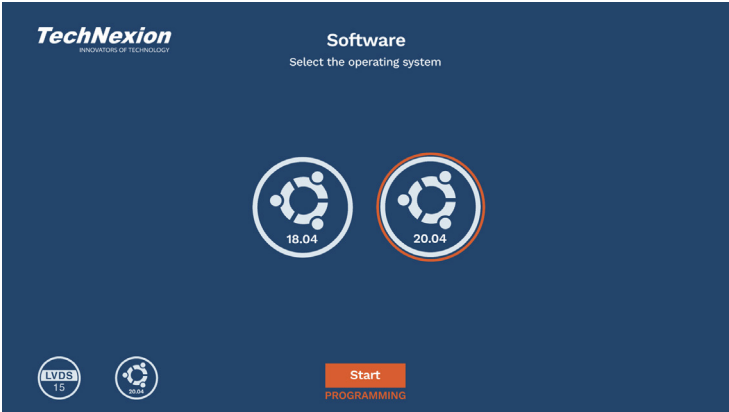 TechNexion
INNOVATORS OF TECHNOLOGY
Software
Select the operating system
18.04
20.04
LVDS
15
20.04
Start
PROGRAMMING